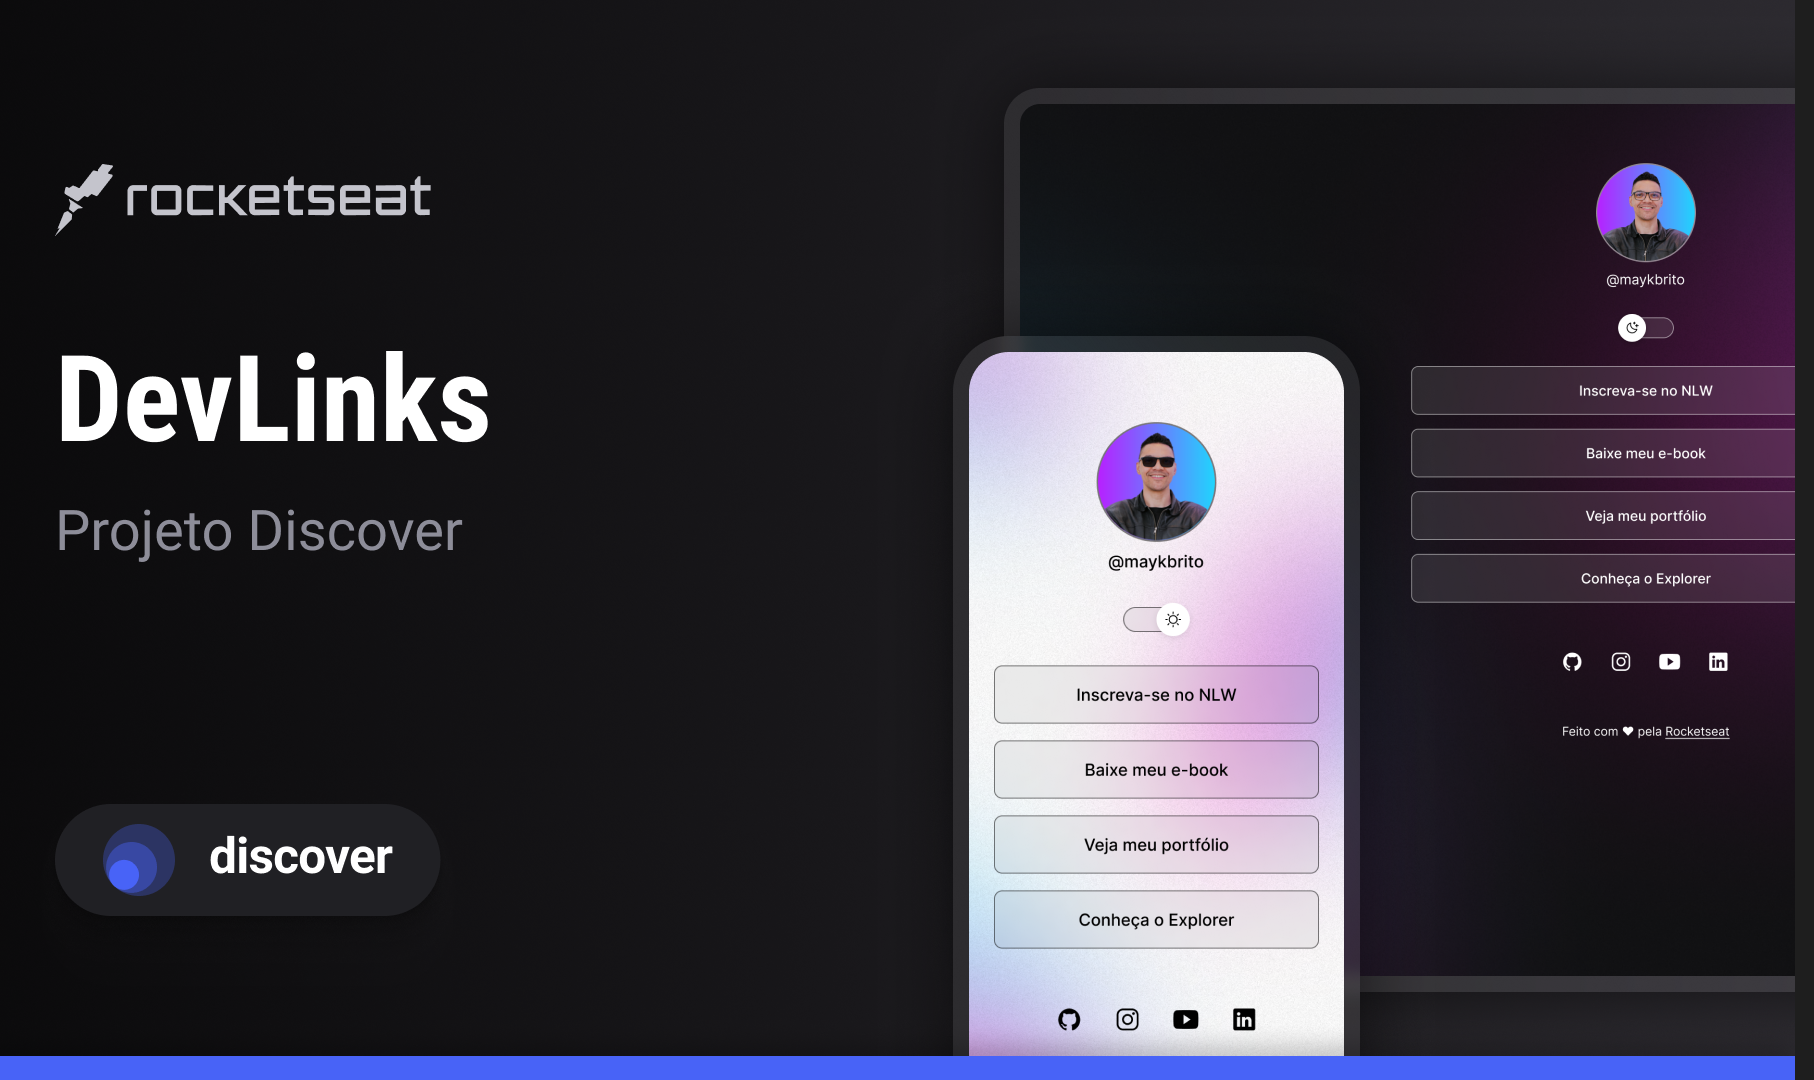 rocketseat
DevLinks
Projeto Discover
discover
@maykbrito
Inscreva-se no NLW
Baixe meu e-book
Veja meu portfólio
Conheça o Explorer
@maykbrito
Inscreva-se no NLW
Baixe meu e-book
Veja meu portfólio
Conheça o Explorer
Feito com ♥ pela Rocketseat